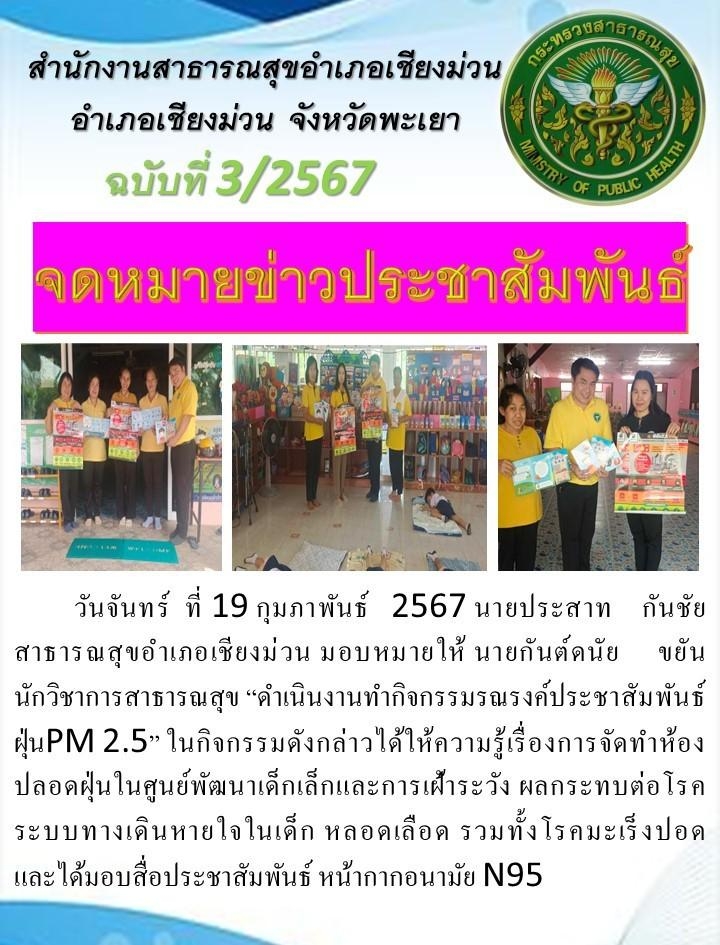 สำนักงานสาธารณสุขอำเภอเชียงม่วน
อำเภอเชียงม่วน จังหวัดพะเยา
ฉบับที่ 3/2567
กระทรวงสาธารณสุข
MINISTRY OF PUBLIC HEALTH
จดหมายข่าวประชาสัมพันธ์
วันจันทร์ ที่ 19 กุมภาพันธ์ 2567 นายประสาท กันชัย
สาธารณสุขอำเภอเชียงม่วน มอบหมายให้ นายกันต์ดนัย ขยัน
นักวิชาการสาธารณสุข “ดำเนินงานทำกิจกรรมรณรงค์ประชาสัมพันธ์
ฝุ่นPM 2.5” ในกิจกรรมดังกล่าวได้ให้ความรู้เรื่องการจัดทำห้อง
ปลอดฝุ่นในศูนย์พัฒนาเด็กเล็กและการเฝ้าระวัง ผลกระทบต่อโรค
ระบบทางเดินหายใจในเด็ก หลอดเลือด รวมทั้งโรคมะเร็งปอด
และได้มอบสื่อประชาสัมพันธ์ หน้ากากอนามัย N95